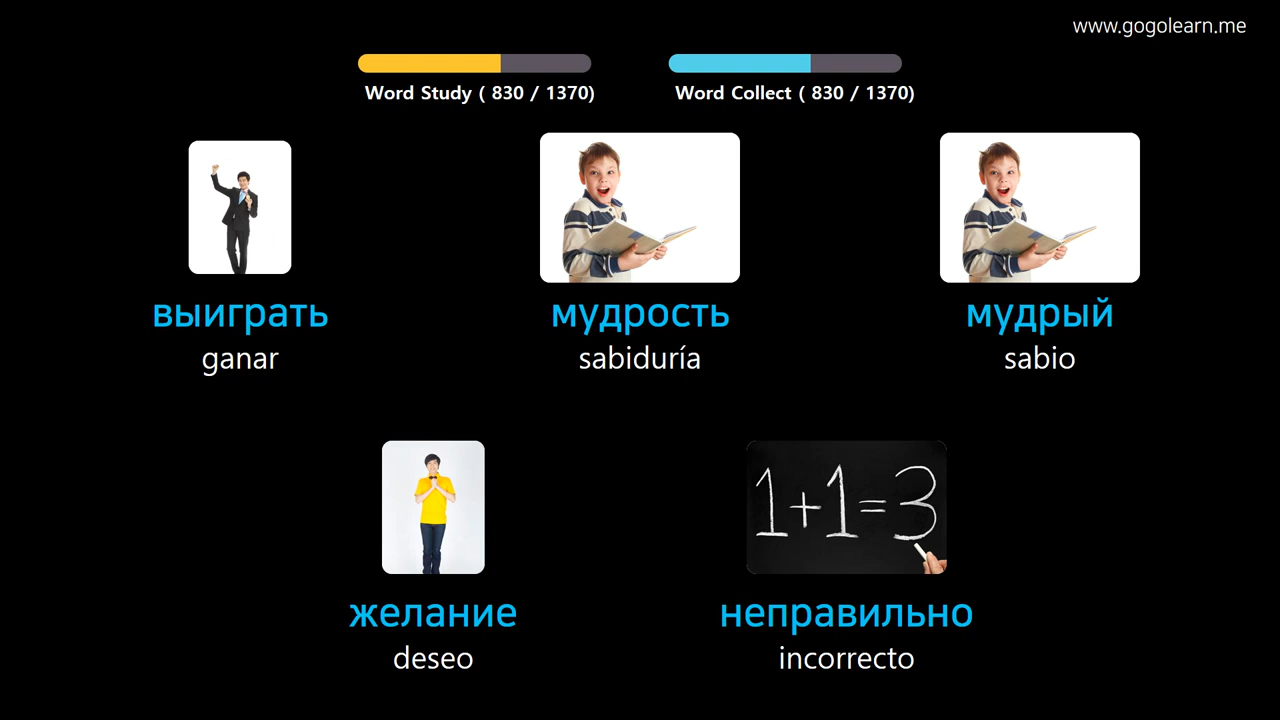 www.gogolearn.me
Word Study ( 830 / 1370)
Word Collect ( 830 / 1370)
выиграть
ganar
мудрость
sabiduría
мудрый
sabio
1+1=3
желание
deseo
неправильно
incorrecto